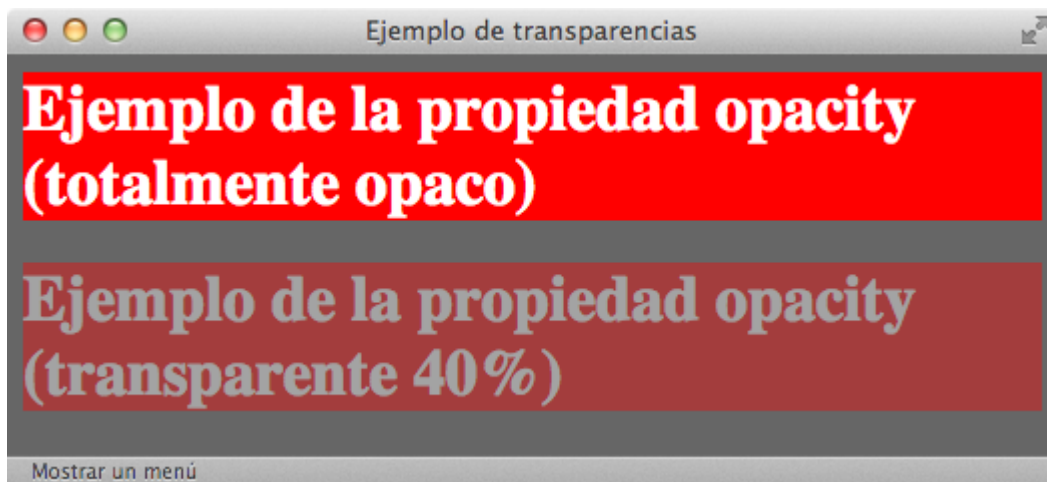 Ejemplo de transparencias
Ejemplo de la propiedad opacity
(totalmente opaco)
Ejemplo de la propiedad opacity
(transparente 40%)
Mostrar un menú